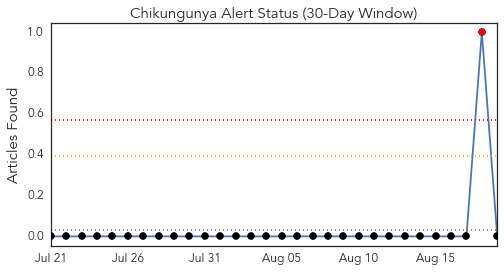 Chikungunya Alert Status (30-Day Window)
Articles Found
1.0
0.8
0.6
0.4
0.2
0.0
Jul 21 Jul 26 Jul 31 Aug 05 Aug 10 Aug 15